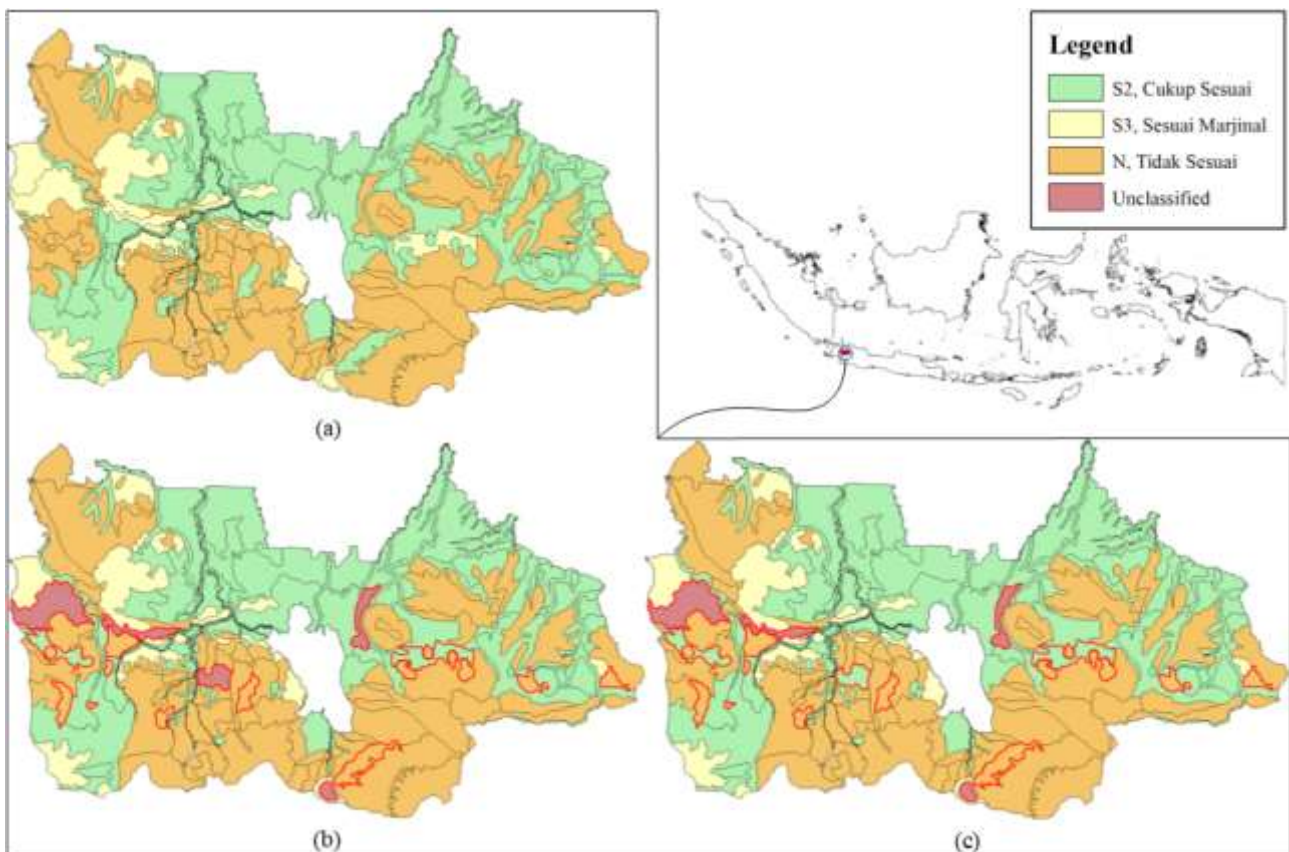 Legend
S2, Cukup Sesuai
S3, Sesuai Marjinal
N, Tidak Sesuai
Unclassified
(a)
(b)
(c)